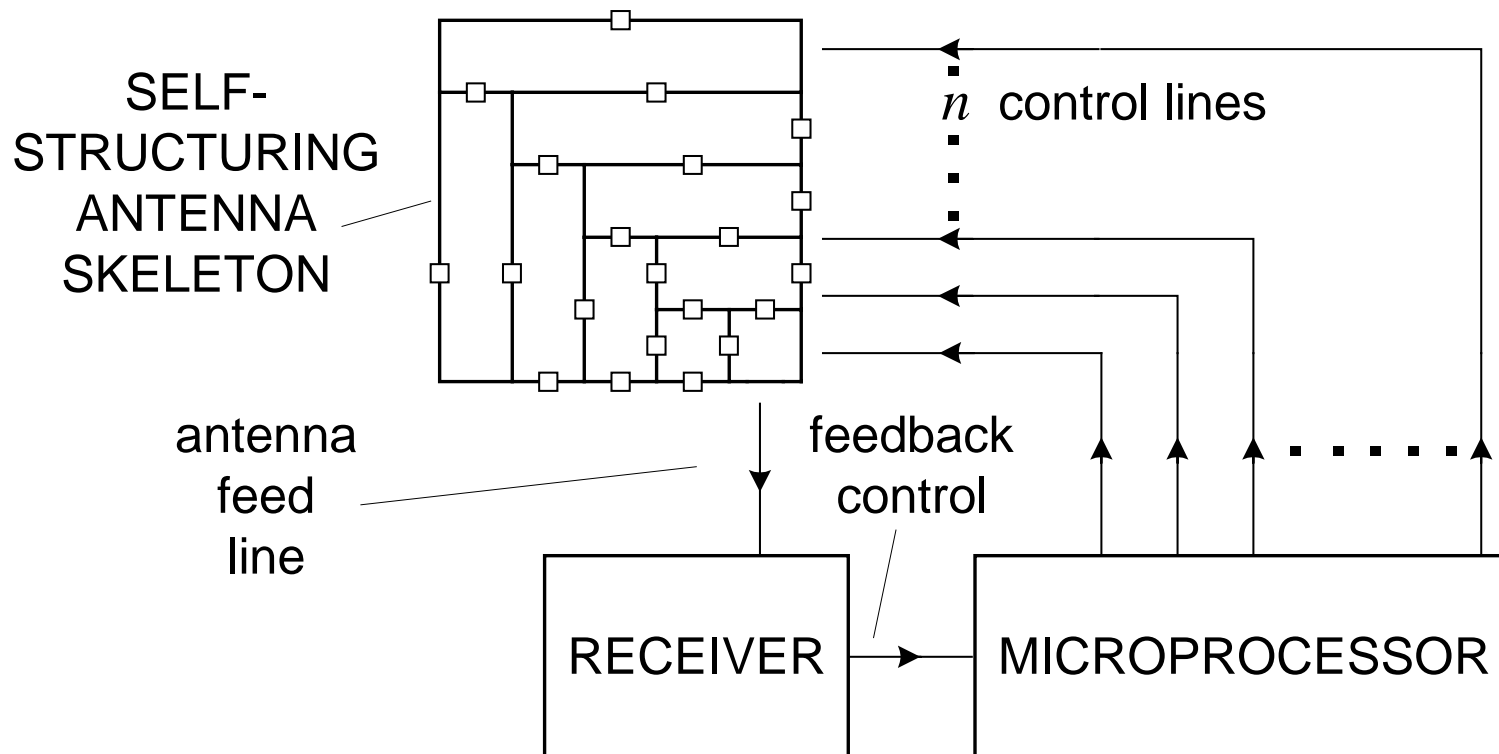 SELF-
STRUCTURING
ANTENNA
SKELETON
n control lines
antenna
feed
line
feedback
control
RECEIVER
MICROPROCESSOR